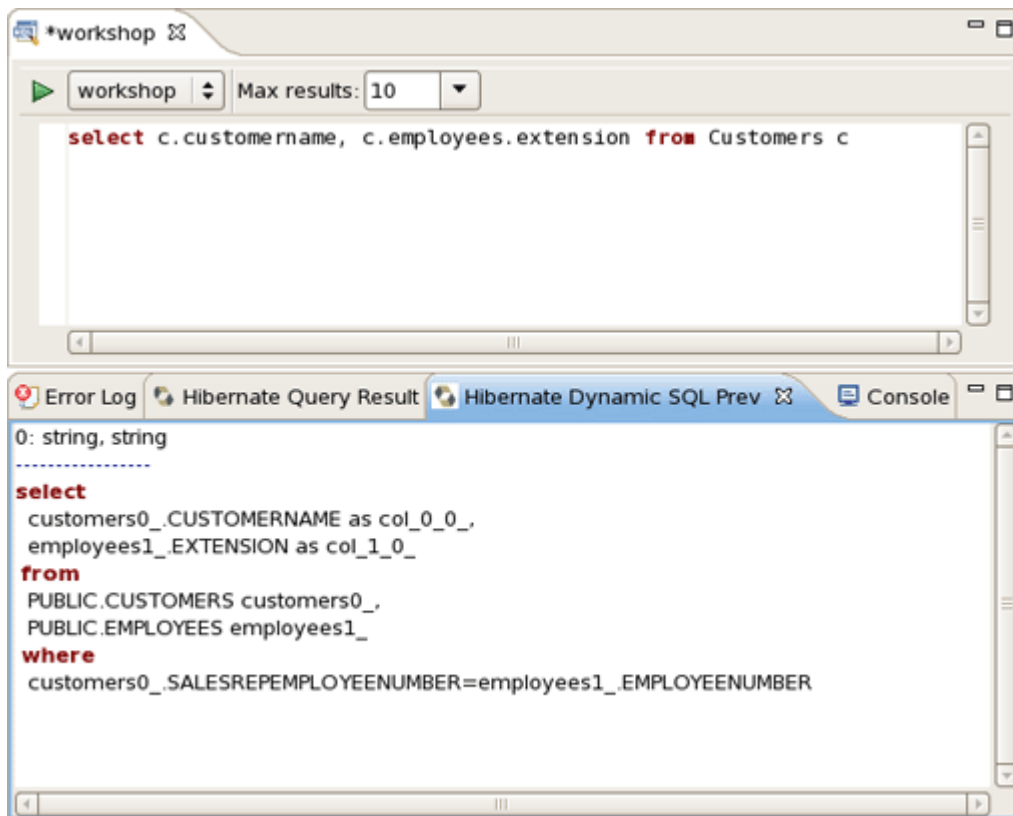 *workshop
workshop Max results: 10
select c.customername, c.employees.extension from Customers c
Error Log Hibernate Query Result Hibernate Dynamic SQL Prev Console
0: string, string
-----------------
select
customers0_.CUSTOMERNAME as col_0_0_,
employees1_.EXTENSION as col_1_0_
from
PUBLIC.CUSTOMERS customers0_,
PUBLIC.EMPLOYEES employees1_
where
customers0_.SALESREPEMPLOYEENUMBER=employees1_.EMPLOYEENUMBER